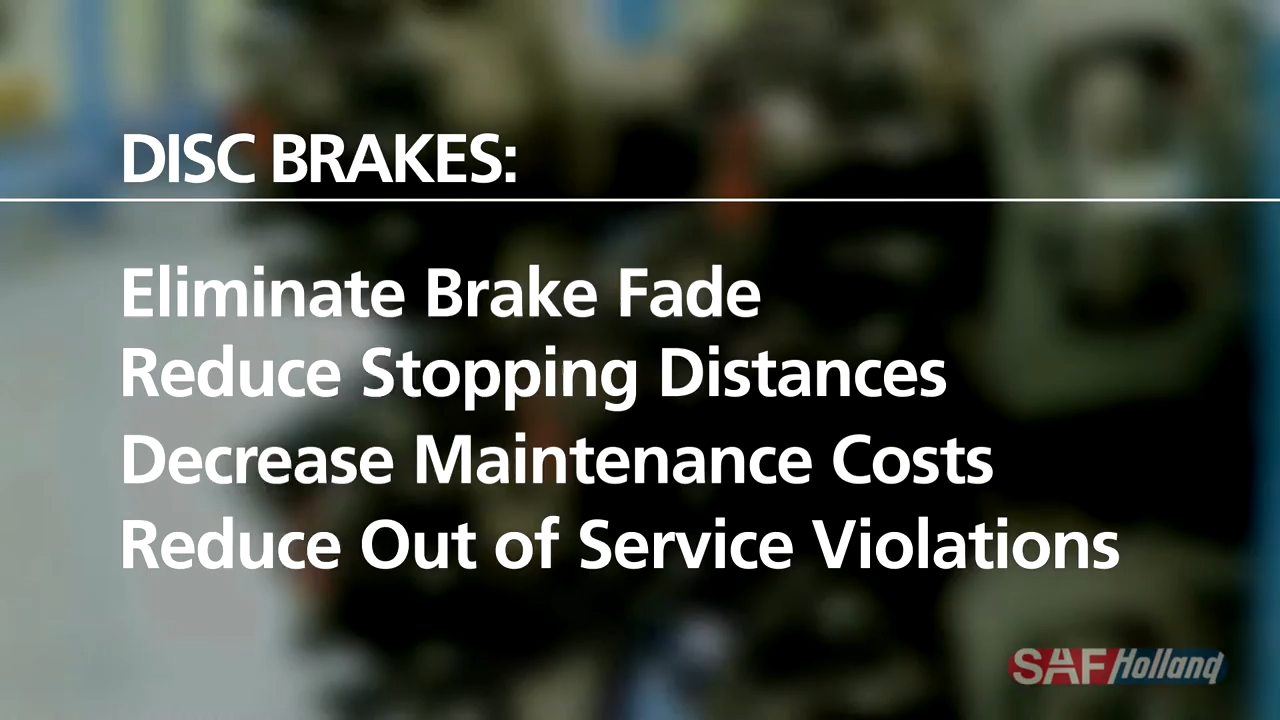 DISC BRAKES:
Eliminate Brake Fade
Reduce Stopping Distances
Decrease Maintenance Costs
Reduce Out of Service Violations
SAF Holland